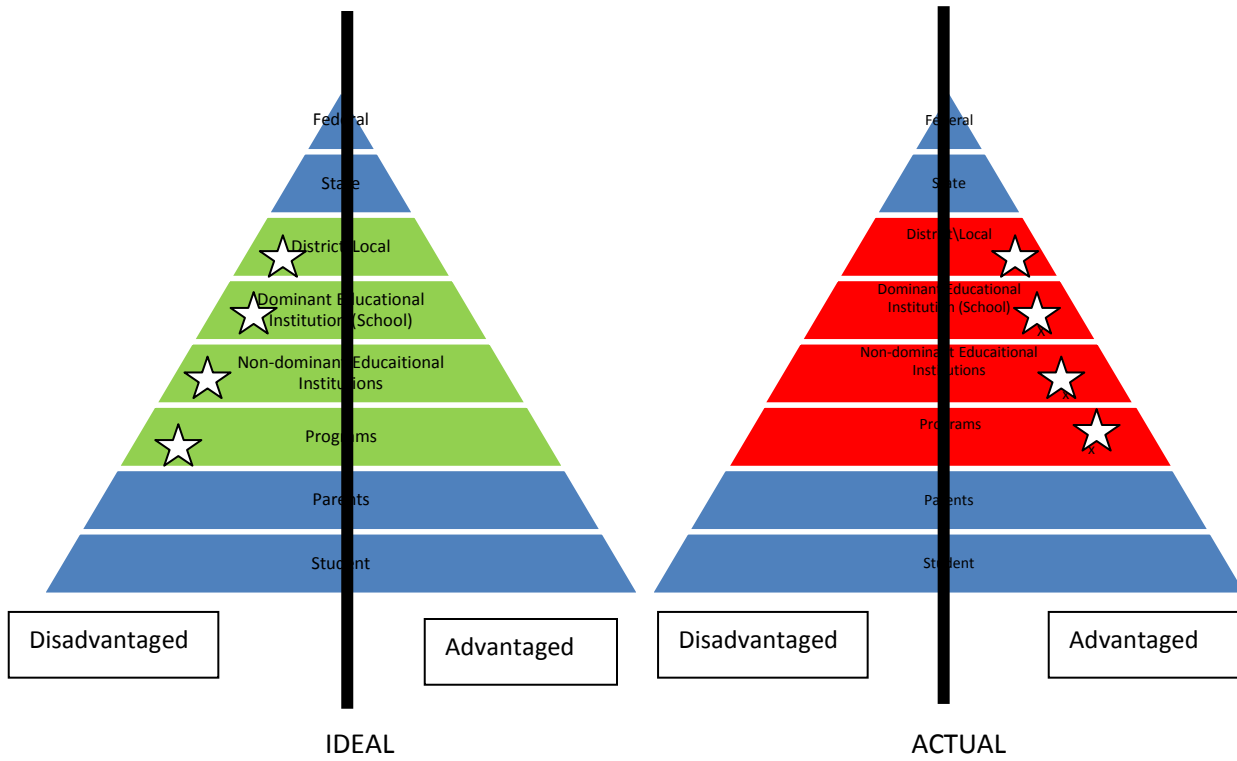 Federal
State
District\Local
Dominant Educational
Institution (School)
Non-dominant Educaitional
Institutions
Programs
Parents
Student
Disadvantaged
Advantaged
IDEAL
Federal
State
District\Local
Dominant Educational
Institution (School)
x
Non-dominant Educaitional
Institutions
x
Programs
x
Parents
Student
Disadvantaged
Advantaged
ACTUAL